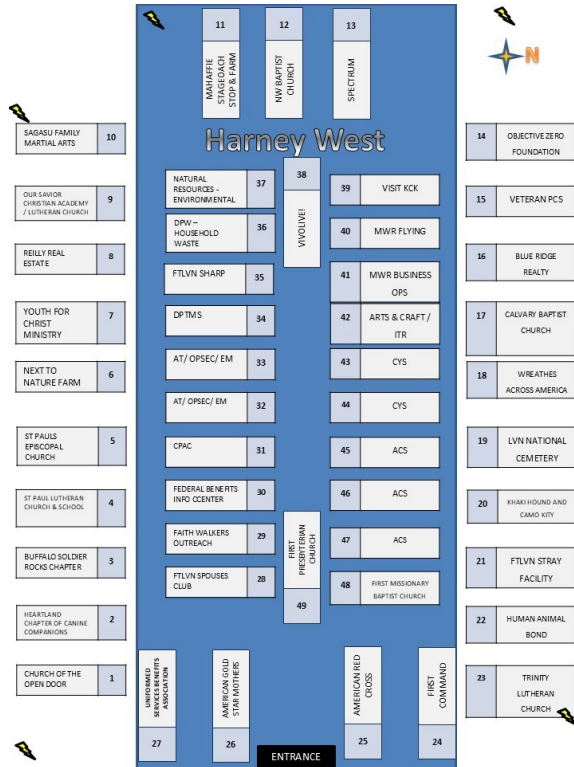 11
MAHAFFIE
STAGEOACH
STOP & FARM
12
NW BAPTIST
CHURCH
13
SPECTRUM
N
Harney West
SAGASU FAMILY
MARTIAL ARTS
10
OUR SAVIOR
CHRISTIAN ACADEMY
/ LUTHERAN CHURCH
9
REILLY REAL
ESTATE
8
YOUTH FOR
CHRIST
MINISTRY
7
NEXT TO
NATURE FARM
6
ST PAULS
EPISCOPAL
CHURCH
5
ST PAUL LUTHERAN
CHURCH & SCHOOL
4
BUFFALO SOLDIER
ROCKS CHAPTER
3
HEARTLAND
CHAPTER OF CANINE
COMPANIONS
2
CHURCH OF THE
OPEN DOOR
1
NATURAL
RESOURCES -
ENVIRONMENTAL
37
DPW –
HOUSEHOLD
WASTE
36
FTLVN SHARP
35
DPTMS
34
AT/ OPSEC/ EM
33
AT/ OPSEC/ EM
32
CPAC
31
FEDERAL BENEFITS
INFO CCENTER
30
FAITH WALKERS
OUTREACH
29
FTLVN SPOUSES
CLUB
28
38
VIVOLIVE!
FIRST
PRESBYTERIAN
CHURCH
49
39
VISIT KCK
40
MWR FLYING
41
MWR BUSINESS
OPS
42
ARTS & CRAFT /
ITR
43
CYS
44
CYS
45
ACS
46
ACS
47
ACS
48
FIRST MISSIONARY
BAPTIST CHURCH
14
OBJECTIVE ZERO
FOUNDATION
15
VETERAN PCS
16
BLUE RIDGE
REALTY
17
CALVARY BAPTIST
CHURCH
18
WREATHES
ACROSS AMERICA
19
LVN NATIONAL
CEMETERY
20
KHAKI HOUND AND
CAMO KITY
21
FTLVN STRAY
FACILITY
22
HUMAN ANIMAL
BOND
23
TRINITY
LUTHERAN
CHURCH
UNIFORMED
SERVICES BENEFITS
ASSOCIATION
27
AMERICAN GOLD
STAR MOTHERS
26
AMERICAN RED
CROSS
25
FIRST
COMMAND
24
ENTRANCE